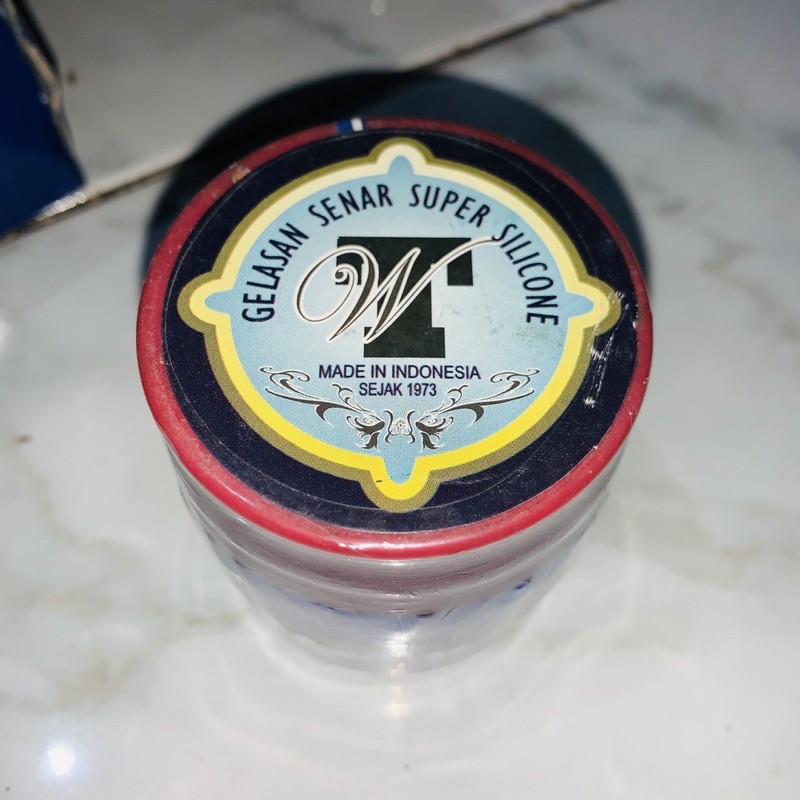 GELASAN SENAR SUPER SILICONE
WT
MADE IN INDONESIA
SEJAK 1973